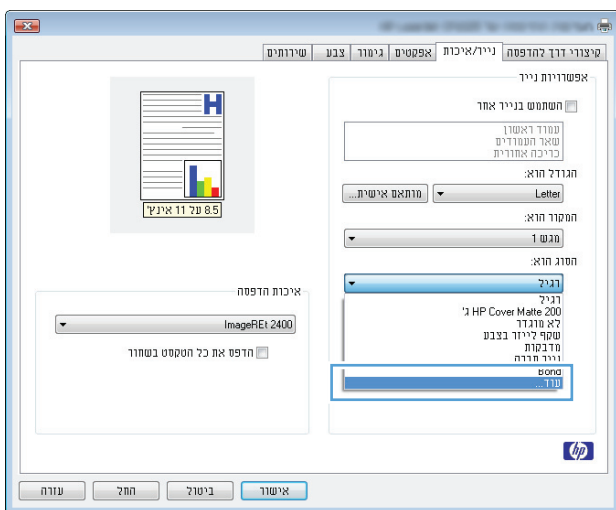 קיצורי דרך להדפסה
נייר/איכות
אפקטים
גימור
צבע
שירותים
אפשרויות נייר
השתמש בנייר אחר
עמוד ראשון
שאר העמודים
כריכה אחורית
הגודל הוא:
Letter
מותאם אישית...
המקור הוא:
מגש 1
הסוג הוא:
רגיל
רגיל
HP Cover Matte 200 ג'
לא מוגדר
שקף לייזר בצבע
מדבקות
נייר חברה
Bond
עוד...
H
8.5 על 11 אינץ'
איכות הדפסה
ImageREt 2400
הדפס את כל הטקסט בשחור
hp
אישור
ביטול
החל
עזרה